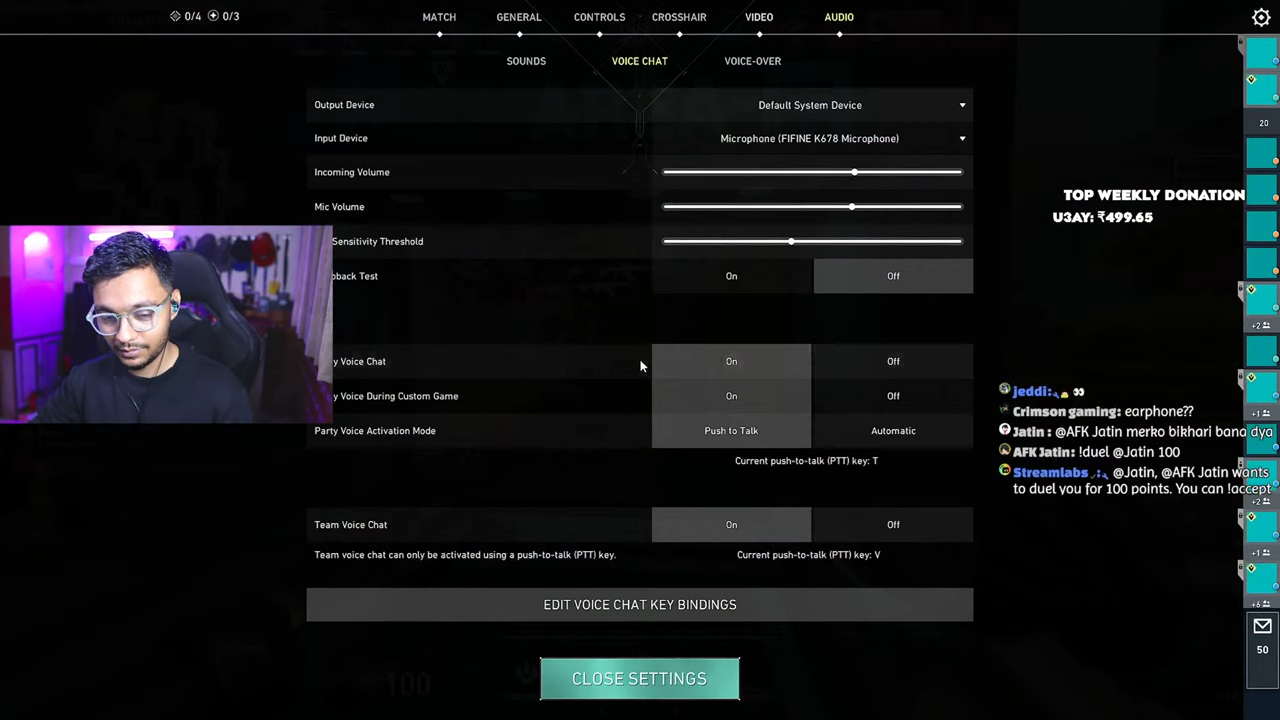 0/4 0/3
MATCH GENERAL CONTROLS CROSSHAIR VIDEO AUDIO
SOUNDS VOICE CHAT VOICE-OVER
Output Device Default System Device
Input Device Microphone (FIFINE K678 Microphone)
20
Incoming Volume
TOP WEEKLY DONATION
Mic Volume
U3AY: ₹499.65
Sensitivity Threshold
back Test On Off
+2
y Voice Chat On Off
jeddi:
y Voice During Custom Game On Off
Crimson gaming: earphone??
+1
Party Voice Activation Mode Push to Talk Automatic
Jatin : @AFK Jatin merko bikhari bana dya
AFK Jatin: !duel @Jatin 100
Current push-to-talk (PTT) key: T
Streamlabs : @Jatin, @AFK Jatin wants
to duel you for 100 points. You can !accept
+2
Team Voice Chat On Off
Team voice chat can only be activated using a push-to-talk (PTT) key. Current push-to-talk (PTT) key: V
+1
EDIT VOICE CHAT KEY BINDINGS
+6
50
CLOSE SETTINGS
100